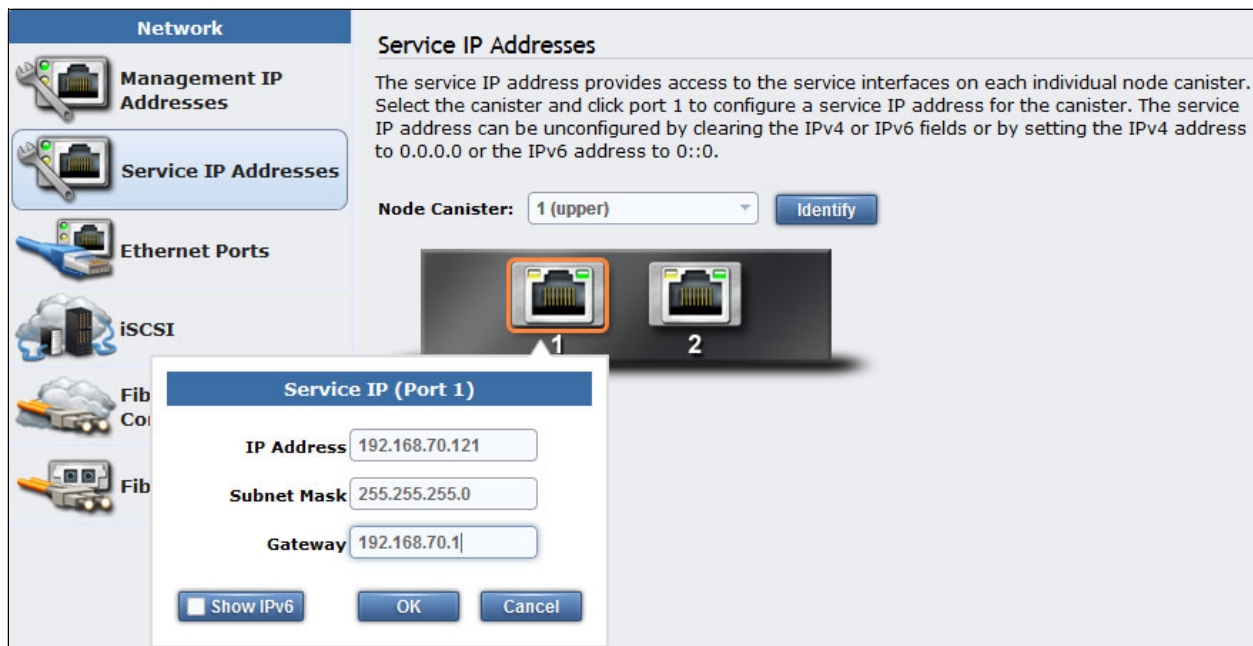 Network
Management IP
Addresses
Service IP Addresses
Ethernet Ports
iSCSI
Service IP Addresses
The service IP address provides access to the service interfaces on each individual node canister.
Select the canister and click port 1 to configure a service IP address for the canister. The service
IP address can be unconfigured by clearing the IPv4 or IPv6 fields or by setting the IPv4 address
to 0.0.0.0 or the IPv6 address to 0::0.
Node Canister: 1 (upper) Identify
1 2
Service IP (Port 1)
IP Address 192.168.70.121
Subnet Mask 255.255.255.0
Gateway 192.168.70.1
Show IPv6 OK Cancel